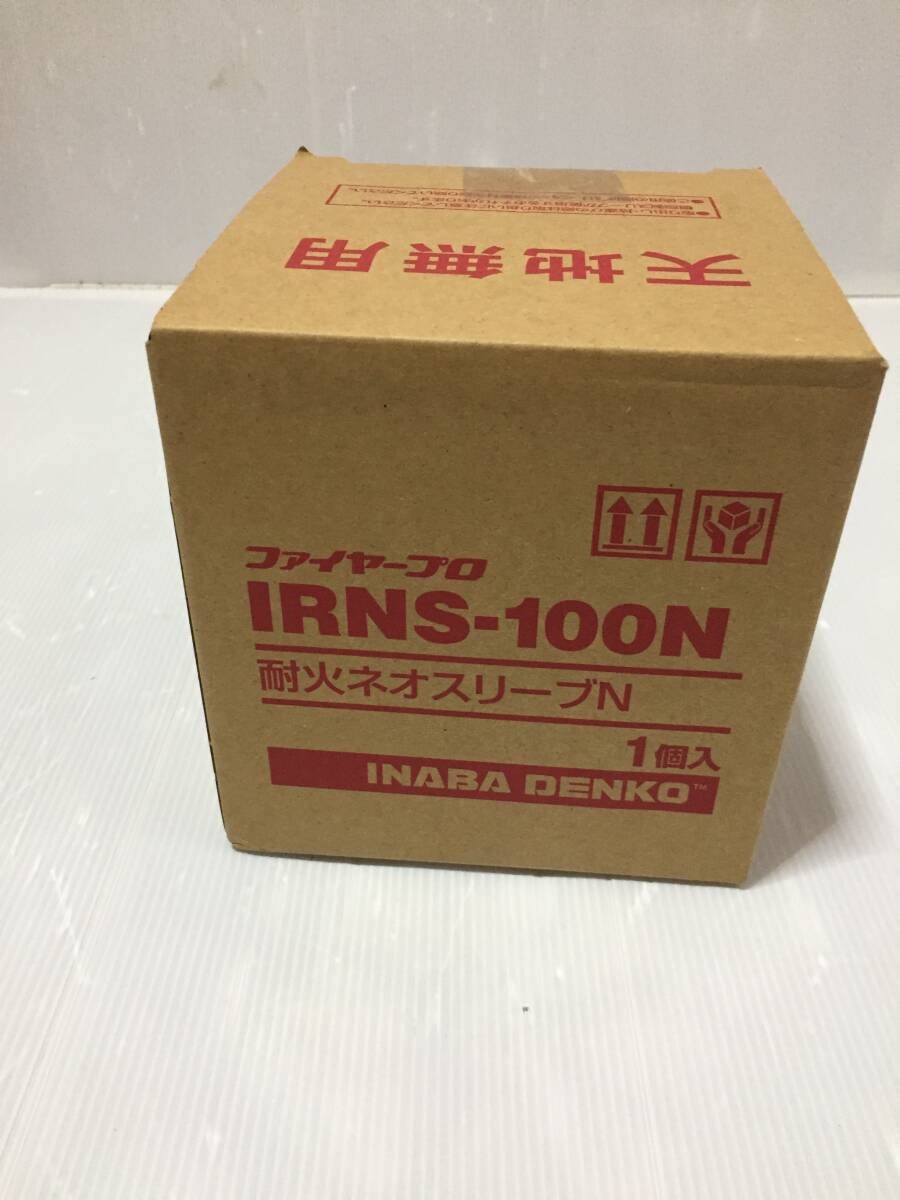 天地無用
ファイヤープロ
IRNS-100N
耐火ネオスリーブN
1個入
INABA DENKO™